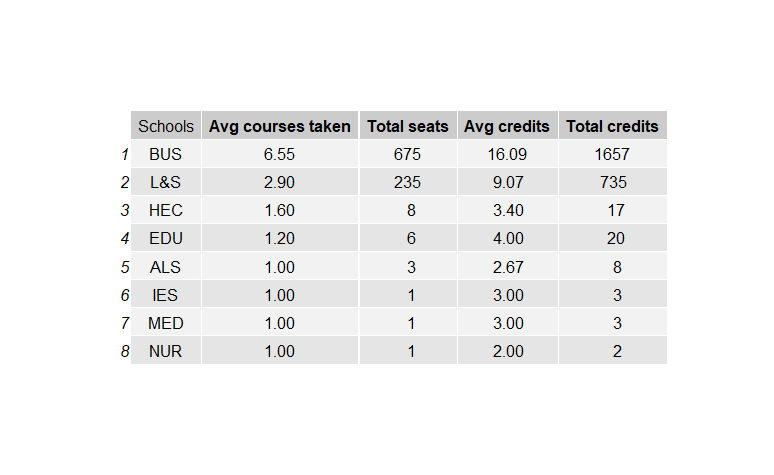 Schools Avg courses taken Total seats Avg credits Total credits
1 BUS 6.55 675 16.09 1657
2 L&S 2.90 235 9.07 735
3 HEC 1.60 8 3.40 17
4 EDU 1.20 6 4.00 20
5 ALS 1.00 3 2.67 8
6 IES 1.00 1 3.00 3
7 MED 1.00 1 3.00 3
8 NUR 1.00 1 2.00 2